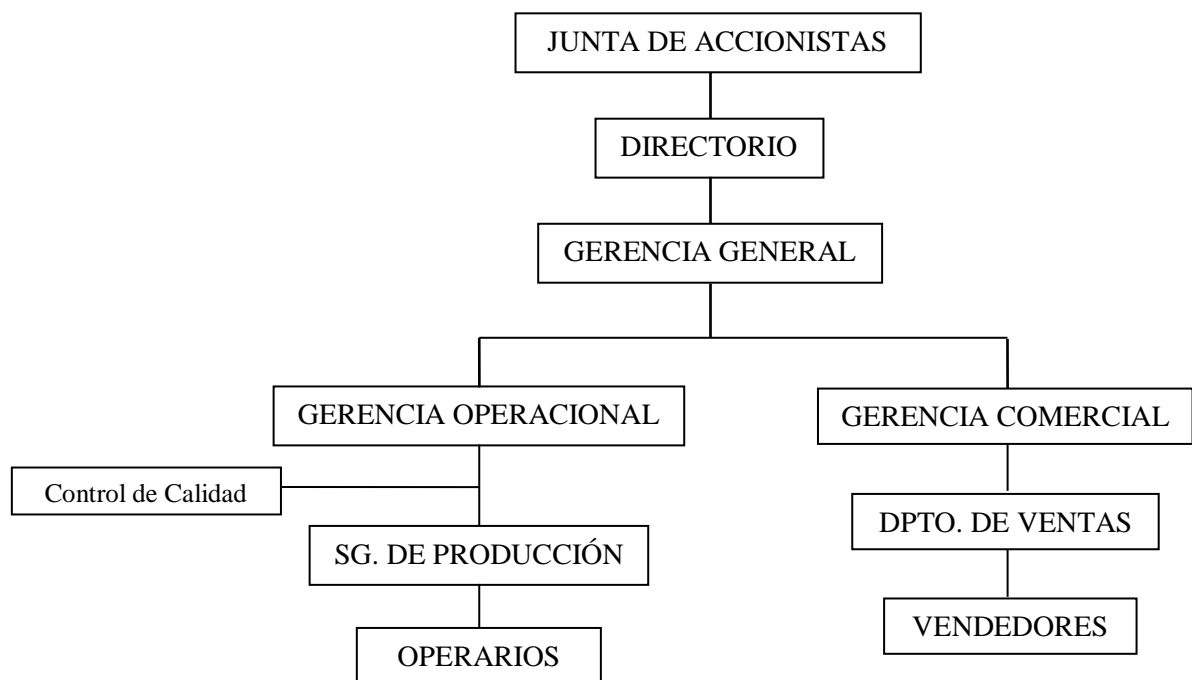 JUNTA DE ACCIONISTAS
DIRECTORIO
GERENCIA GENERAL
GERENCIA OPERACIONAL
GERENCIA COMERCIAL
Control de Calidad
DPTO. DE VENTAS
SG. DE PRODUCCIÓN
VENDEDORES
OPERARIOS